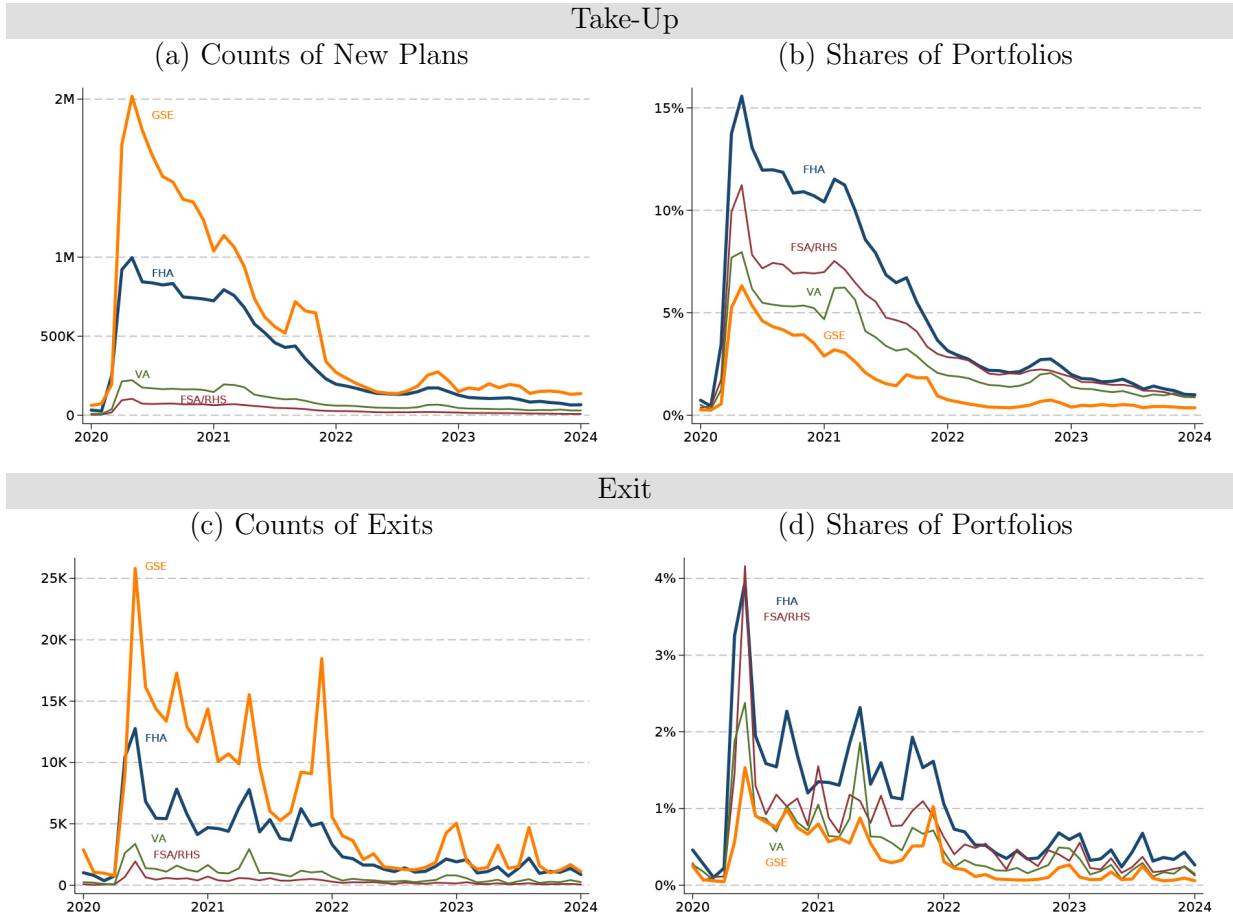 Take-Up
(a) Counts of New Plans
(b) Shares of Portfolios
2M
1M
500K
0
GSE
FHA
VA
FSA/RHS
2020 2021 2022 2023 2024
15%
10%
5%
0%
FHA
FSA/RHS
VA
GSE
2020 2021 2022 2023 2024
Exit
(c) Counts of Exits
(d) Shares of Portfolios
25K
20K
15K
10K
5K
0
GSE
FHA
VA
FSA/RHS
2020 2021 2022 2023 2024
4%
3%
2%
1%
0%
FHA
FSA/RHS
VA
GSE
2020 2021 2022 2023 2024